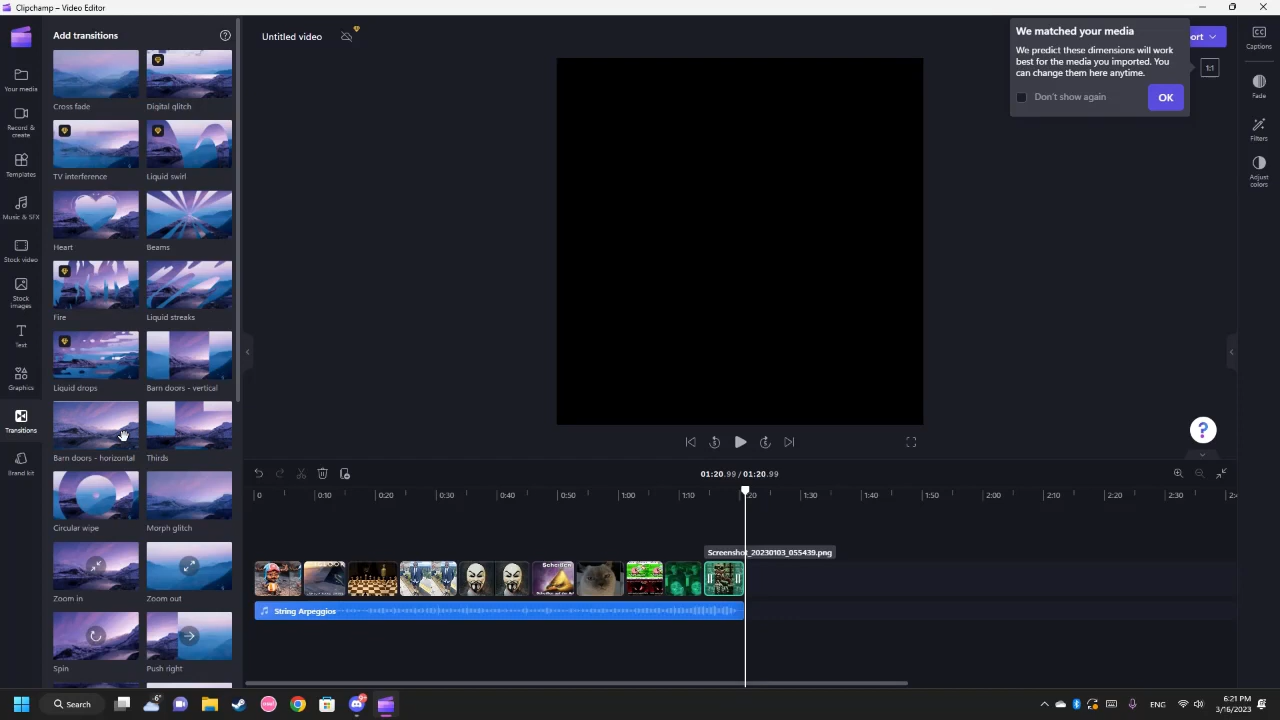 Clipchamp - Video Editor
Add transitions
Cross fade
Digital glitch
TV interference
Liquid swirl
Heart
Beams
Fire
Liquid streaks
Liquid drops
Barn doors - vertical
Barn doors - horizontal
Thirds
Circular wipe
Morph glitch
Zoom in
Zoom out
Spin
Push right
Your media
Record &
create
Templates
Music & SFX
Stock video
Stock
images
Text
Graphics
Transitions
Brand kit
Untitled video
We matched your media
We predict these dimensions will work
best for the media you imported. You
can change them here anytime.
Don't show again
OK
ort
1:1
Captions
Fade
Filters
Adjust
colors
?
01:20.99 / 01:20.99
0 0:10 0:20 0:30 0:40 0:50 1:00 1:10 1:20 1:30 1:40 1:50 2:00 2:10 2:20 2:30
Screenshot_20230103_055439.png
Scheiden
String Arpeggios
Search
-6°
ENG
6:21 PM
3/16/2023